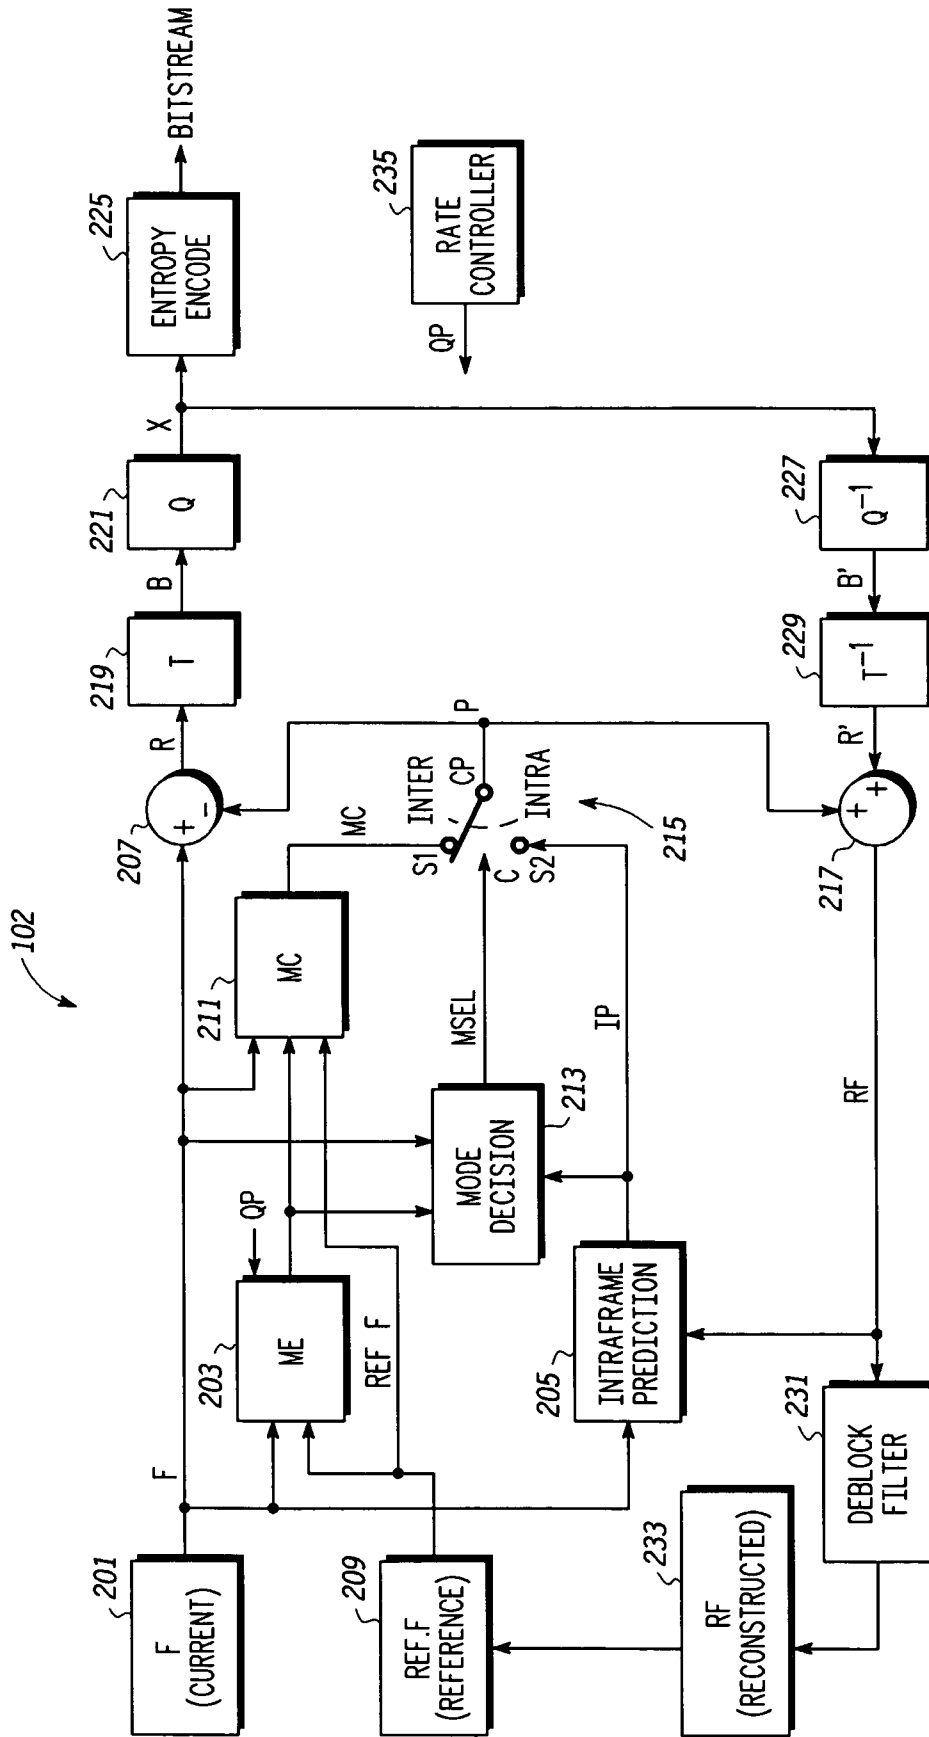 102
201
F
(CURRENT)
F
207
+
-
R
219
T
B
221
Q
X
225
ENTROPY
ENCODE
BITSTREAM
203
ME
QP
211
MC
MC
REF F
209
REF.F
(REFERENCE)
MODE
DECISION
213
MSEL
S1
INTER
CP
P
C
S2
INTRA
215
235
RATE
CONTROLLER
QP
205
INTRAFRAME
PREDICTION
IP
233
RF
(RECONSTRUCTED)
231
DEBLOCK
FILTER
RF
217
+
+
R'
229
T⁻¹
B'
227
Q⁻¹